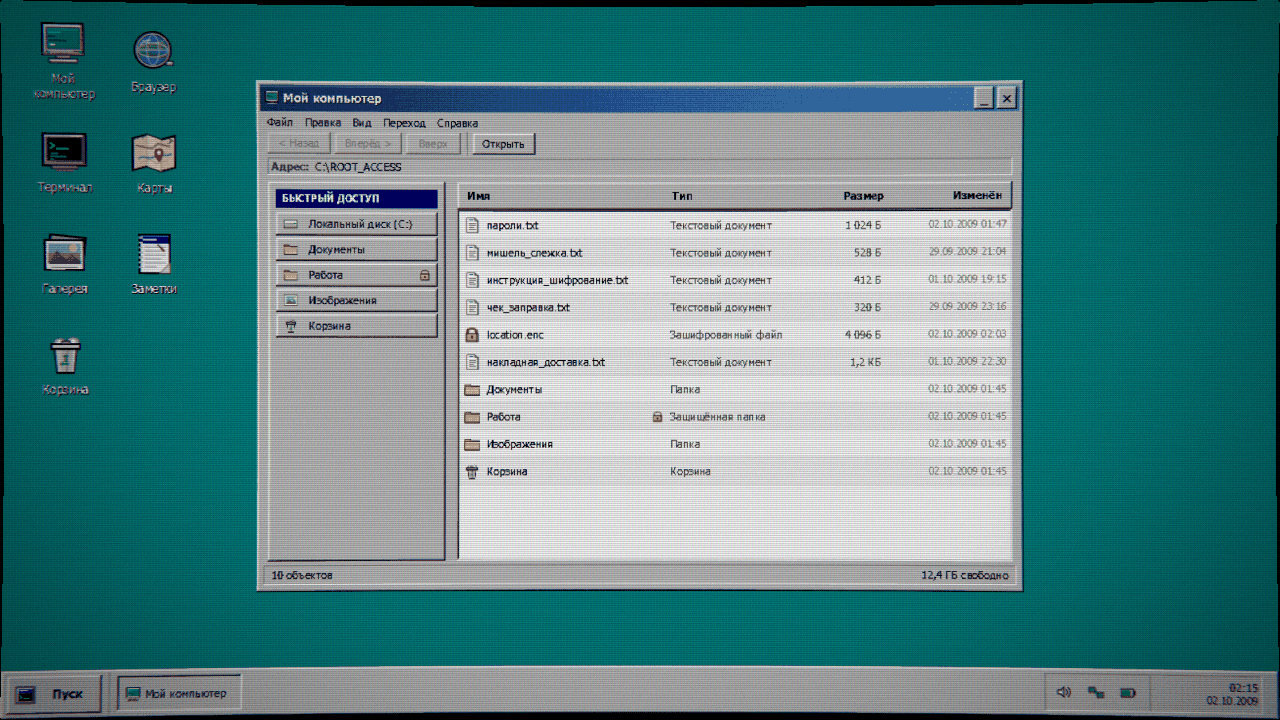 Мой
компьютер
Браузер
Терминал
Карты
Галерея
Заметки
Корзина
Мой компьютер
Файл Правка Вид Переход Справка
< Назад Вперёд > Вверх Открыть
Адрес: C:\ROOT_ACCESS
БЫСТРЫЙ ДОСТУП
Локальный диск (C:)
Документы
Работа
Изображения
Корзина
Имя Тип Размер Изменён
пароли.txt Текстовый документ 1 024 Б 02.10.2009 01:47
мишель_слежка.txt Текстовый документ 528 Б 29.09.2009 21:04
инструкция_шифрование.txt Текстовый документ 412 Б 01.10.2009 19:15
чек_заправка.txt Текстовый документ 320 Б 29.09.2009 23:16
location.enc Зашифрованный файл 4 096 Б 02.10.2009 02:03
накладная_доставка.txt Текстовый документ 1,2 КБ 01.10.2009 22:30
Документы Папка 02.10.2009 01:45
Работа Защищённая папка 02.10.2009 01:45
Изображения Папка 02.10.2009 01:45
Корзина Корзина 02.10.2009 01:45
10 объектов 12,4 ГБ свободно
Пуск Мой компьютер 02:15
02.10.2009